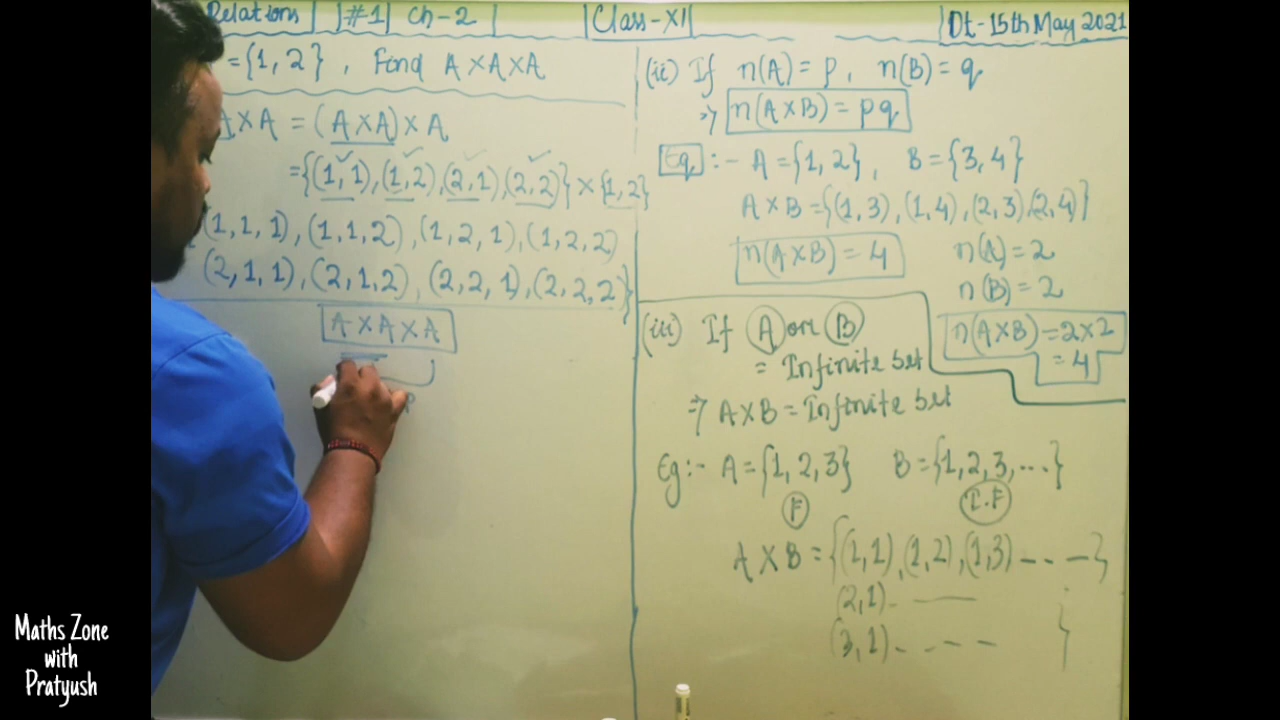 Relations #1 Ch-2 Class-XI Dt-15th May 2021
= {1, 2}, Find A×A×A
A×A = (A×A)×A
= {(1, 1), (1, 2), (2, 1), (2, 2)} × {1, 2}
(1, 1, 1), (1, 1, 2), (1, 2, 1), (1, 2, 2)
(2, 1, 1), (2, 1, 2), (2, 2, 1), (2, 2, 2)}
A×A×A
(ii) If n(A) = p, n(B) = q
⇒ n(A×B) = pq
Eg :- A = {1, 2}, B = {3, 4}
A×B = {(1, 3), (1, 4), (2, 3), (2, 4)}
n(A×B) = 4
n(A) = 2
n(B) = 2
n(A×B) = 2×2
= 4
(iii) If A or B
= Infinite set
⇒ A×B = Infinite set
Eg :- A = {1, 2, 3} B = {1, 2, 3, ....}
F I.F
A×B = {(1, 1), (1, 2), (1, 3) - - - }
(2, 1) - ——
(3, 1) - - - - }
Maths Zone
with
Pratyush